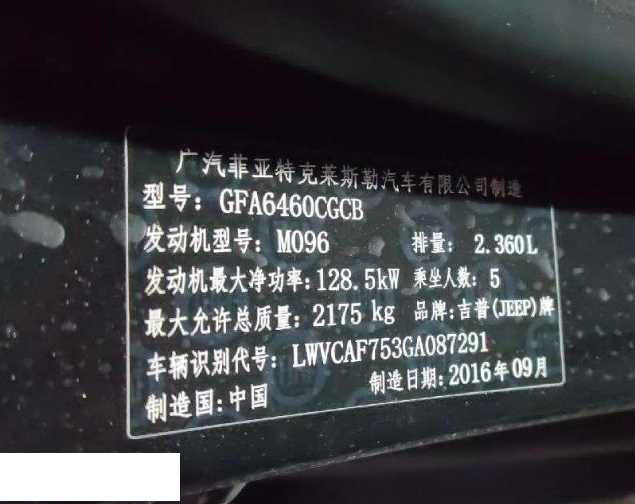 广汽菲亚特克莱斯勒汽车有限公司制造
型号：GFA6460CGCB
发动机型号：M096 排量：2.360L
发动机最大净功率：128.5kW 乘坐人数：5
最大允许总质量：2175 kg 品牌：吉普(JEEP)牌
车辆识别代号：LWVCAF753GA087291
制造国：中国 制造日期：2016年09月